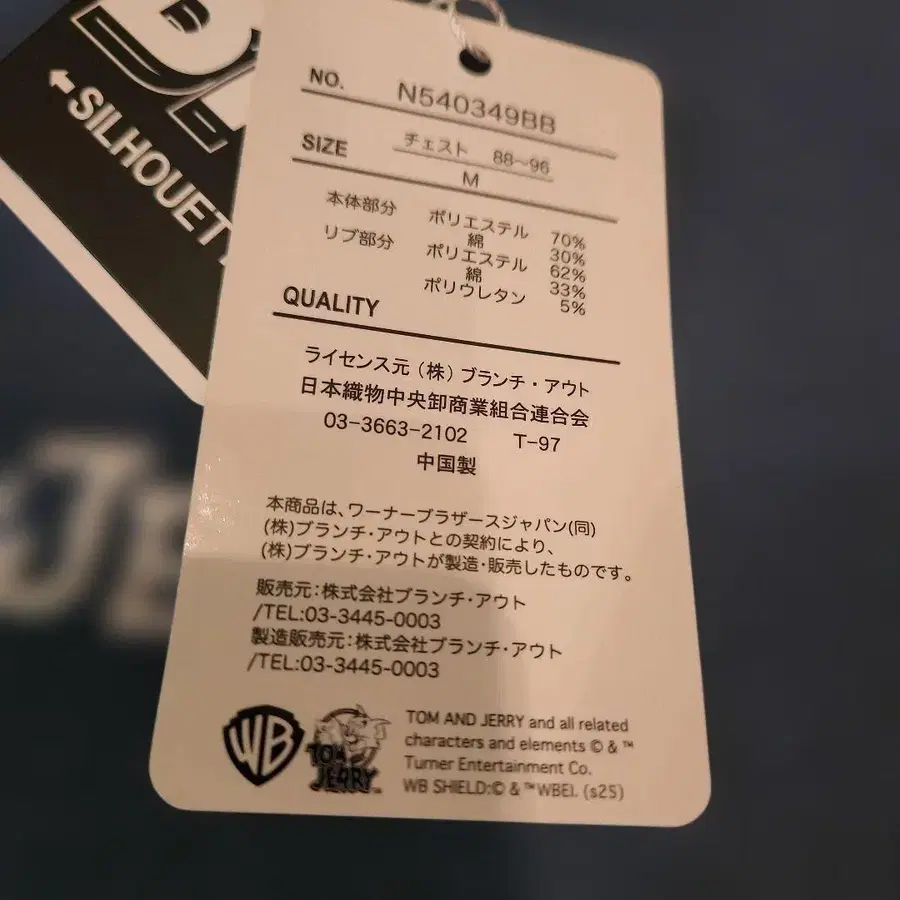 ←SILHOUET
NO. N540349BB
SIZE チェスト 88〜96
M
本体部分 ポリエステル 70%
綿 30%
リブ部分 ポリエステル 62%
綿 33%
ポリウレタン 5%
QUALITY
ライセンス元(株)ブランチ・アウト
日本織物中央卸商業組合連合会
03-3663-2102 T-97
中国製
本商品は、ワーナーブラザースジャパン(同)
(株)ブランチ・アウトとの契約により、
(株)ブランチ・アウトが製造・販売したものです。
販売元:株式会社ブランチ・アウト
/TEL:03-3445-0003
製造販売元:株式会社ブランチ・アウト
/TEL:03-3445-0003
WB
TOM
JERRY™
TOM AND JERRY and all related
characters and elements © & ™
Turner Entertainment Co.
WB SHIELD:© & ™WBEI. (s25)